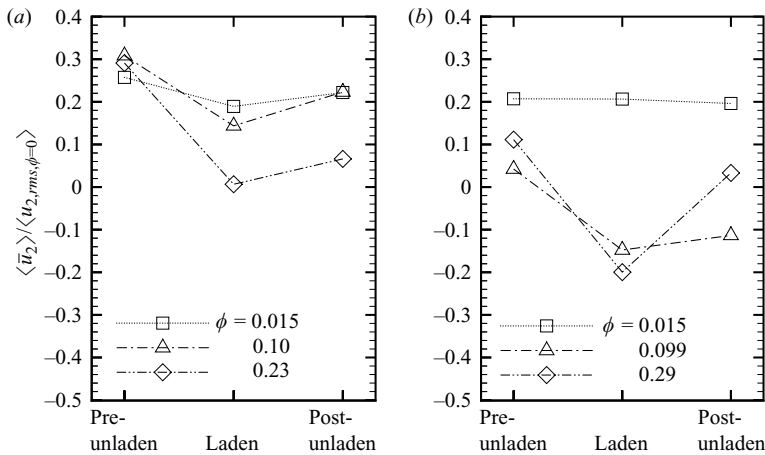 (a)
0.4
0.3
0.2
0.1
0
–0.1
–0.2
–0.3
–0.4
–0.5
⟨ū₂⟩/⟨u₂,rms,ϕ=0⟩
ϕ = 0.015
0.10
0.23
Pre-
unladen
Laden
Post-
unladen
(b)
0.4
0.3
0.2
0.1
0
–0.1
–0.2
–0.3
–0.4
–0.5
ϕ = 0.015
0.099
0.29
Pre-
unladen
Laden
Post-
unladen